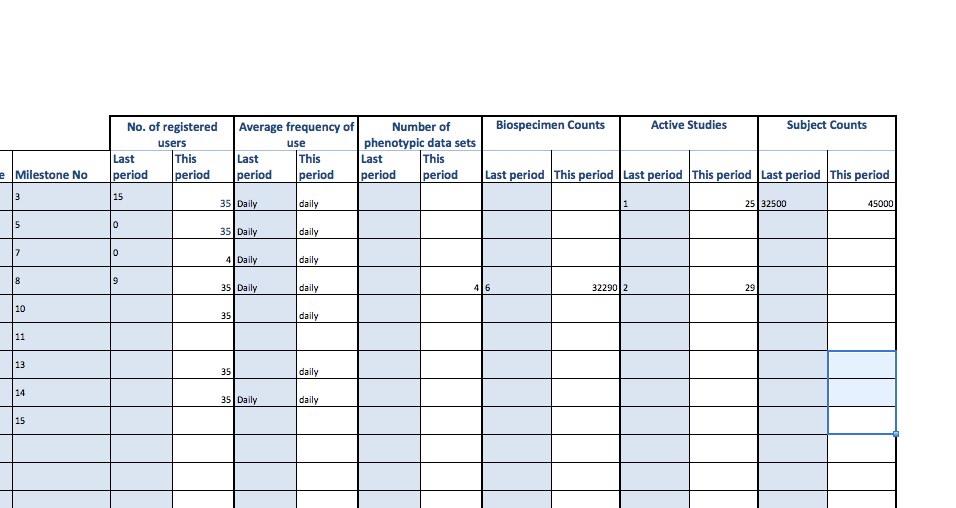 No. of registered users Average frequency of use Number of phenotypic data sets Biospecimen Counts Active Studies Subject Counts
e Milestone No Last period This period Last period This period Last period This period Last period This period Last period This period Last period This period
3 15 35 Daily daily 1 25 32500 45000
5 0 35 Daily daily
7 0 4 Daily daily
8 9 35 Daily daily 4 6 32290 2 29
10 35 daily
11
13 35 daily
14 35 Daily daily
15